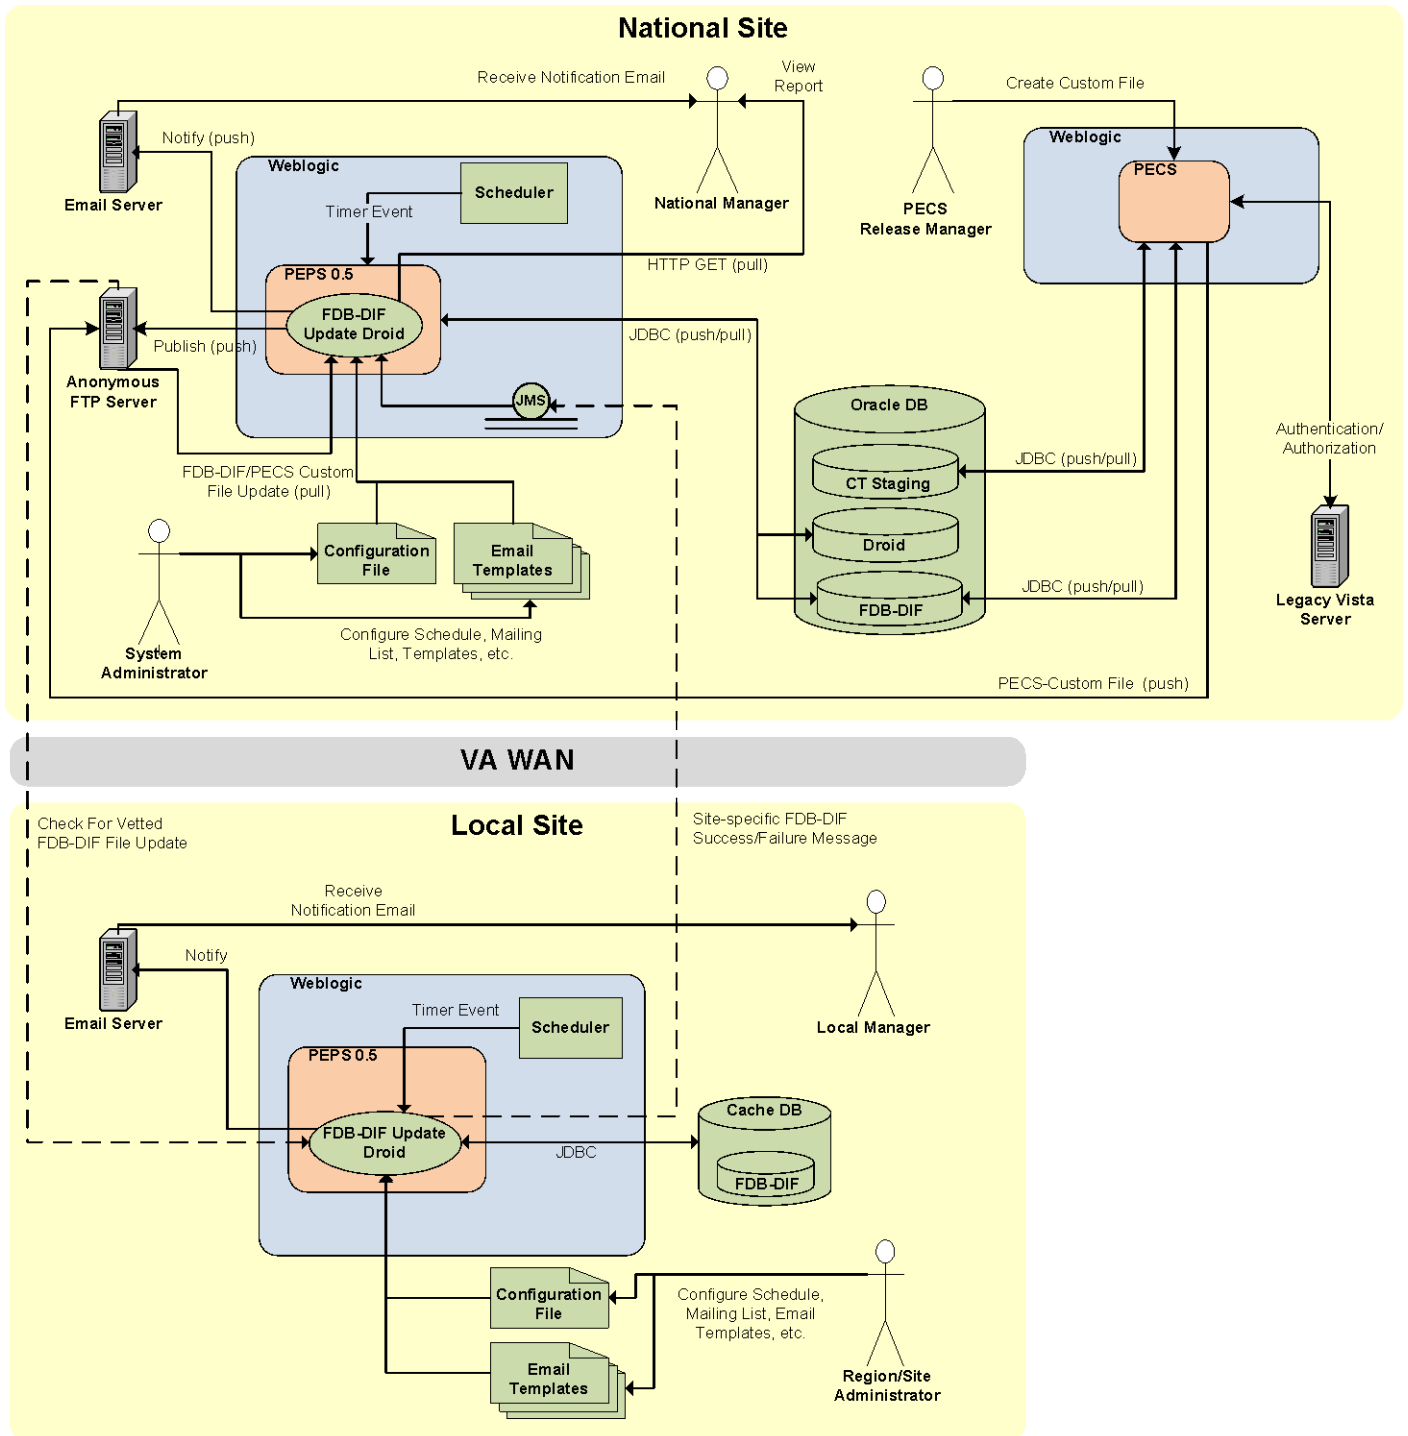 National Site
Receive Notification Email
View
Report
Create Custom File
Notify (push)
Email Server
Weblogic
Scheduler
Timer Event
National Manager
PECS
Release Manager
Weblogic
PECS
HTTP GET (pull)
PEPS 0.5
FDB-DIF
Update Droid
Publish (push)
JDBC (push/pull)
Anonymous
FTP Server
JMS
Oracle DB
CT Staging
Droid
FDB-DIF
JDBC (push/pull)
JDBC (push/pull)
Authentication/
Authorization
Legacy Vista
Server
FDB-DIF/PECS Custom
File Update (pull)
Configuration
File
Email
Templates
Configure Schedule, Mailing
List, Templates, etc.
System
Administrator
PECS-Custom File (push)
VA WAN
Local Site
Check For Vetted
FDB-DIF File Update
Site-specific FDB-DIF
Success/Failure Message
Receive
Notification Email
Notify
Email Server
Local Manager
Weblogic
Timer Event
Scheduler
PEPS 0.5
FDB-DIF Update
Droid
JDBC
Cache DB
FDB-DIF
Configuration
File
Email
Templates
Configure Schedule,
Mailing List, Email
Templates, etc.
Region/Site
Administrator